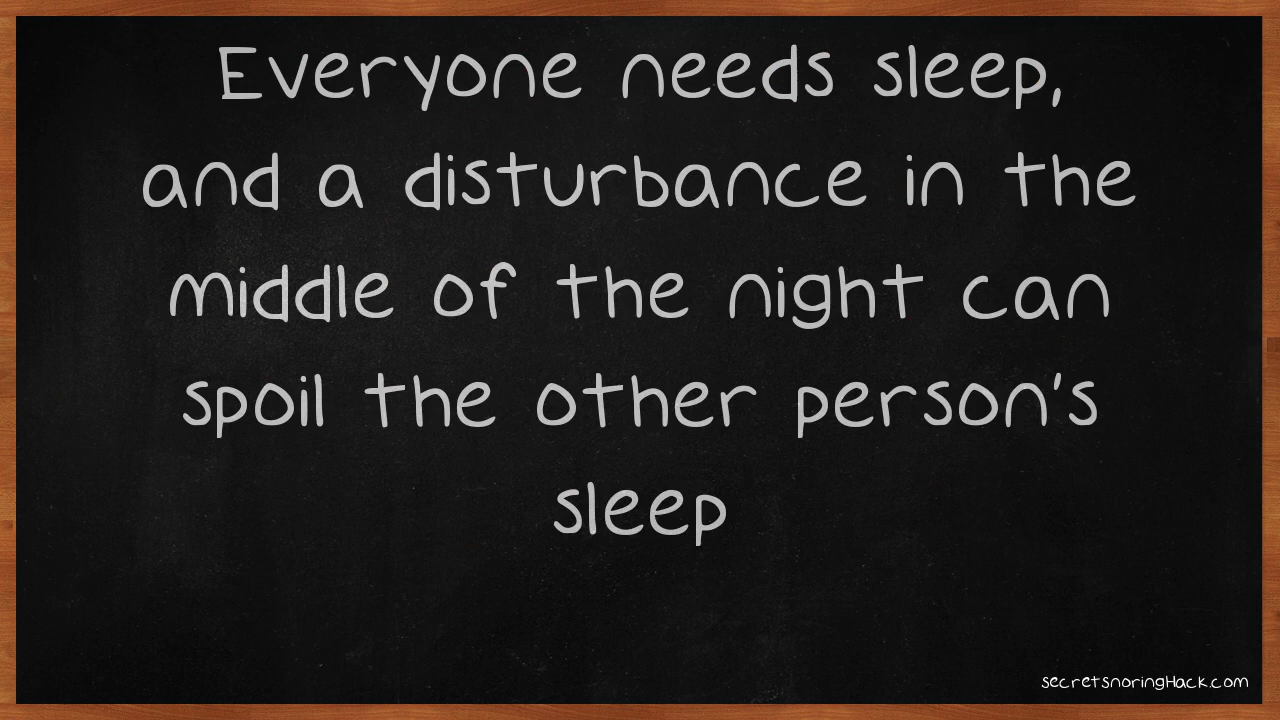 Everyone needs sleep,
and a disturbance in the
middle of the night can
spoil the other person's
sleep
secretsnoringHack.com